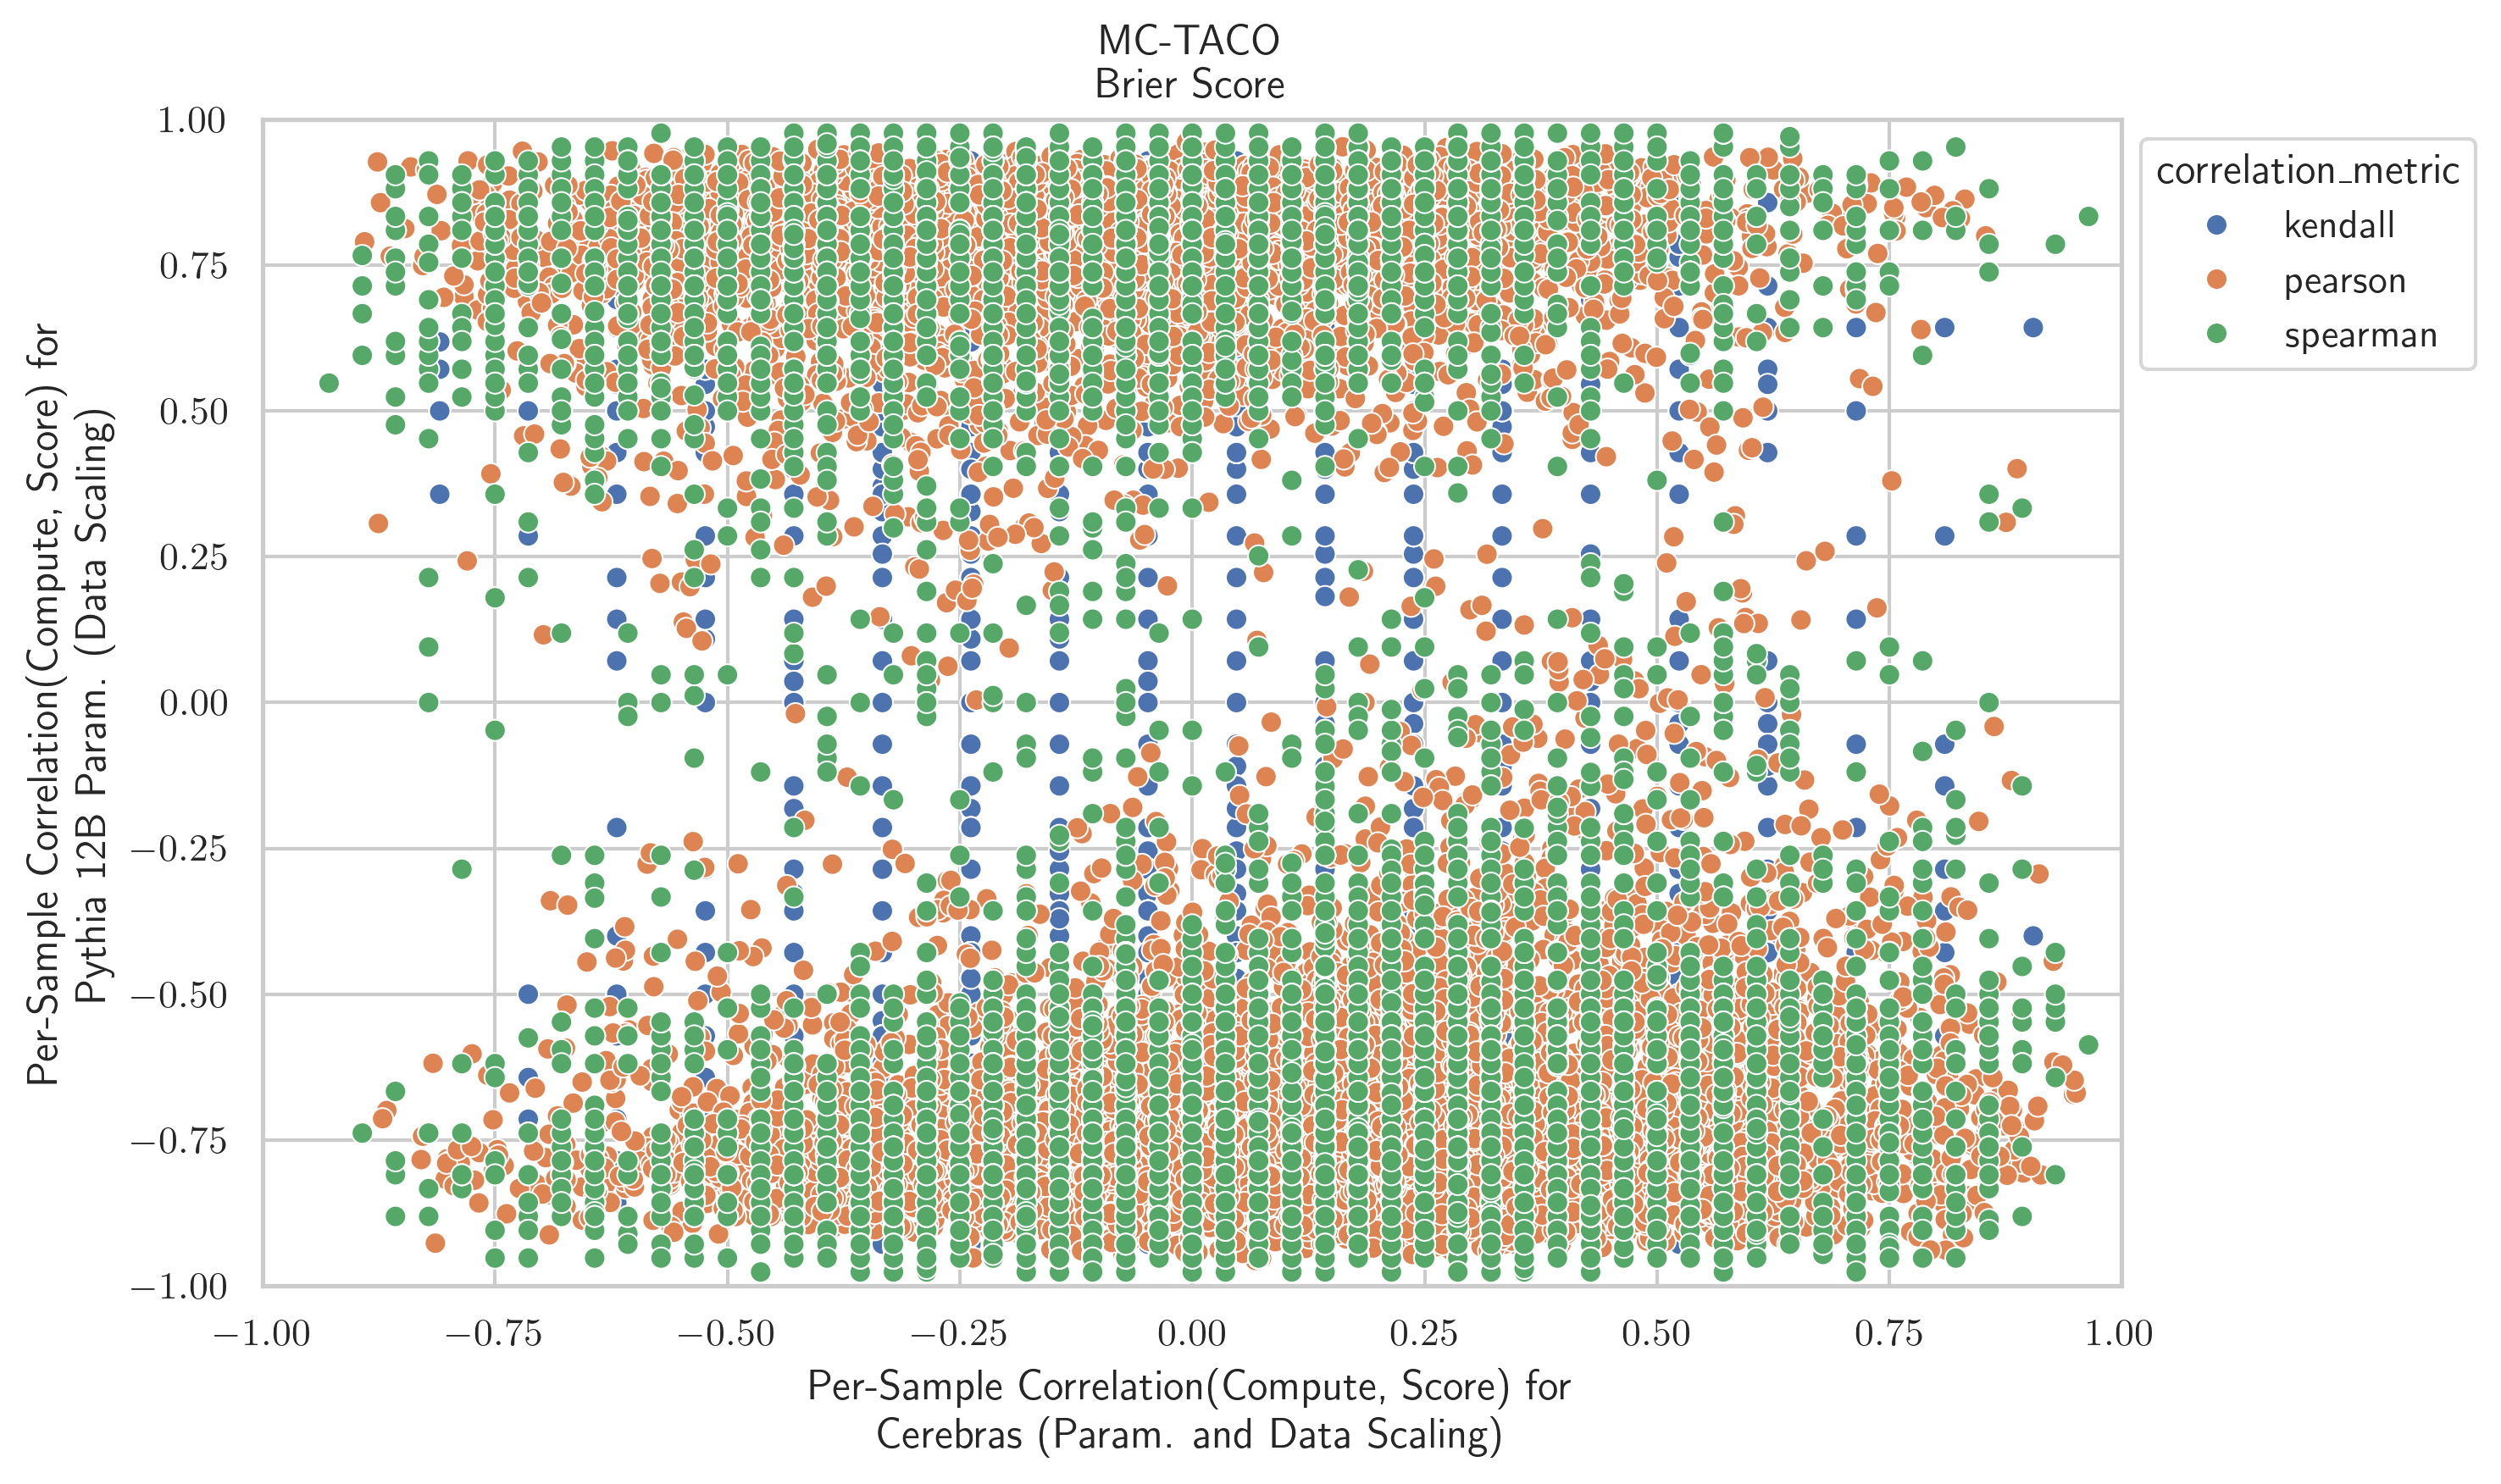 MC-TACO
Brier Score
Per-Sample Correlation(Compute, Score) for
Pythia 12B Param. (Data Scaling)
1.00
0.75
0.50
0.25
0.00
−0.25
−0.50
−0.75
−1.00
−1.00 −0.75 −0.50 −0.25 0.00 0.25 0.50 0.75 1.00
Per-Sample Correlation(Compute, Score) for
Cerebras (Param. and Data Scaling)
correlation_metric
kendall
pearson
spearman